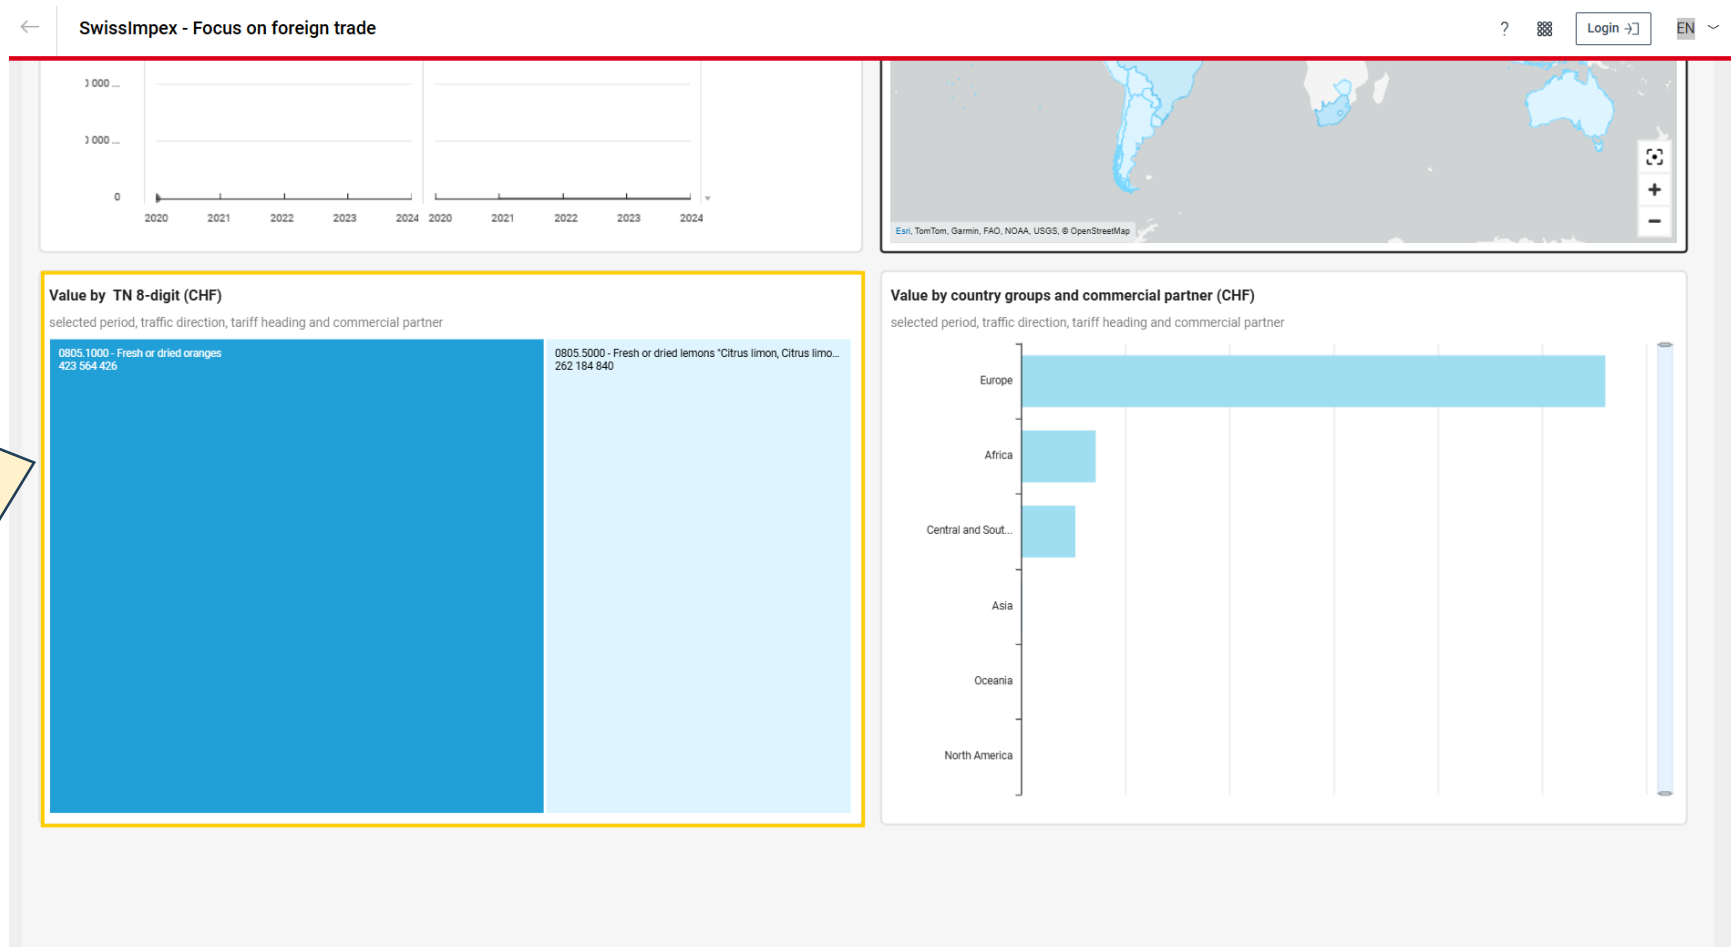 SwissImpex - Focus on foreign trade
? Login EN
000 ...
000 ...
0
2020 2021 2022 2023 2024 2020 2021 2022 2023 2024
Esri, TomTom, Garmin, FAO, NOAA, USGS, © OpenStreetMap
+
−
Value by TN 8-digit (CHF)
selected period, traffic direction, tariff heading and commercial partner
0805.1000 - Fresh or dried oranges
423 564 426
0805.5000 - Fresh or dried lemons "Citrus limon, Citrus limo...
262 184 840
Value by country groups and commercial partner (CHF)
selected period, traffic direction, tariff heading and commercial partner
Europe
Africa
Central and Sout...
Asia
Oceania
North America